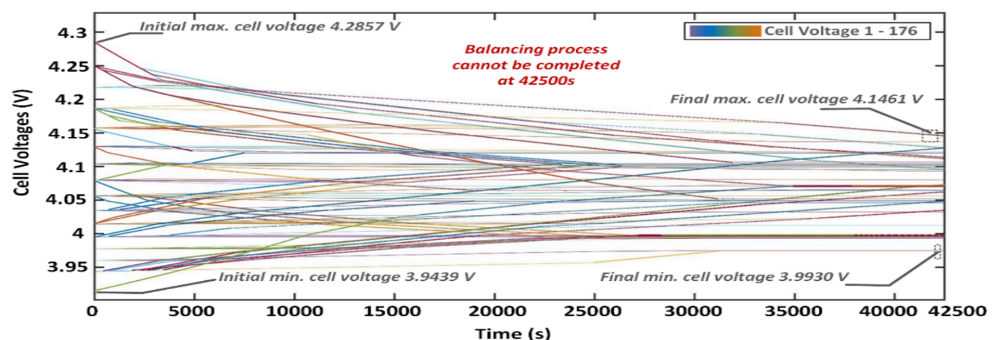 Initial max. cell voltage 4.2857 V
Cell Voltage 1 - 176
Balancing process
cannot be completed
at 42500s
Final max. cell voltage 4.1461 V
Initial min. cell voltage 3.9439 V
Final min. cell voltage 3.9930 V
Cell Voltages (V)
4.3
4.25
4.2
4.15
4.1
4.05
4
3.95
0 5000 10000 15000 20000 25000 30000 35000 40000 42500
Time (s)